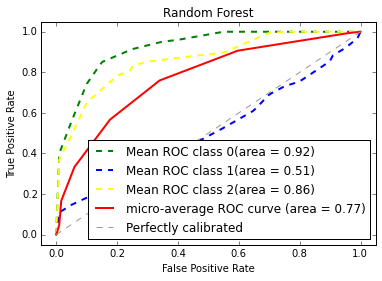 Random Forest
True Positive Rate
1.0
0.8
0.6
0.4
0.2
0.0
Mean ROC class 0(area = 0.92)
Mean ROC class 1(area = 0.51)
Mean ROC class 2(area = 0.86)
micro-average ROC curve (area = 0.77)
Perfectly calibrated
0.0 0.2 0.4 0.6 0.8 1.0
False Positive Rate